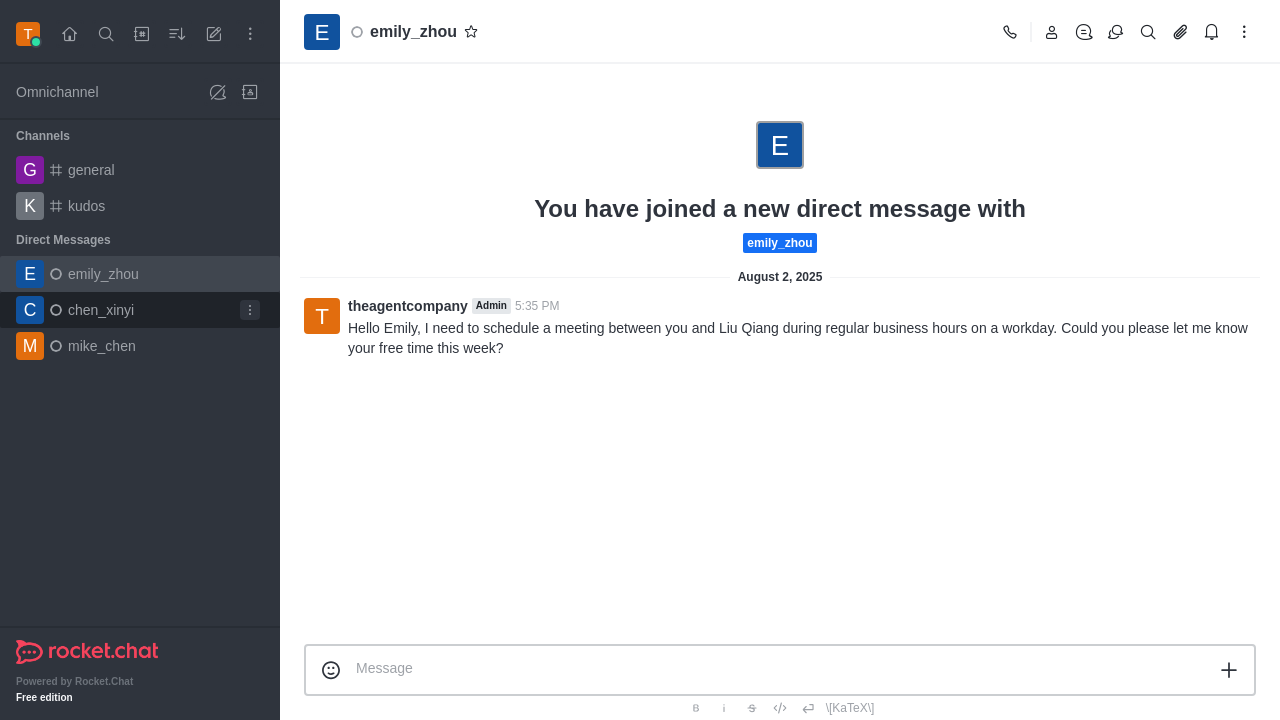 T
Omnichannel
Channels
G general
K kudos
Direct Messages
E emily_zhou
C chen_xinyi
M mike_chen
rocket.chat
Powered by Rocket.Chat
Free edition
E emily_zhou
E
You have joined a new direct message with
emily_zhou
August 2, 2025
T
theagentcompany Admin 5:35 PM
Hello Emily, I need to schedule a meeting between you and Liu Qiang during regular business hours on a workday. Could you please let me know
your free time this week?
Message
B i S \[KaTeX\]